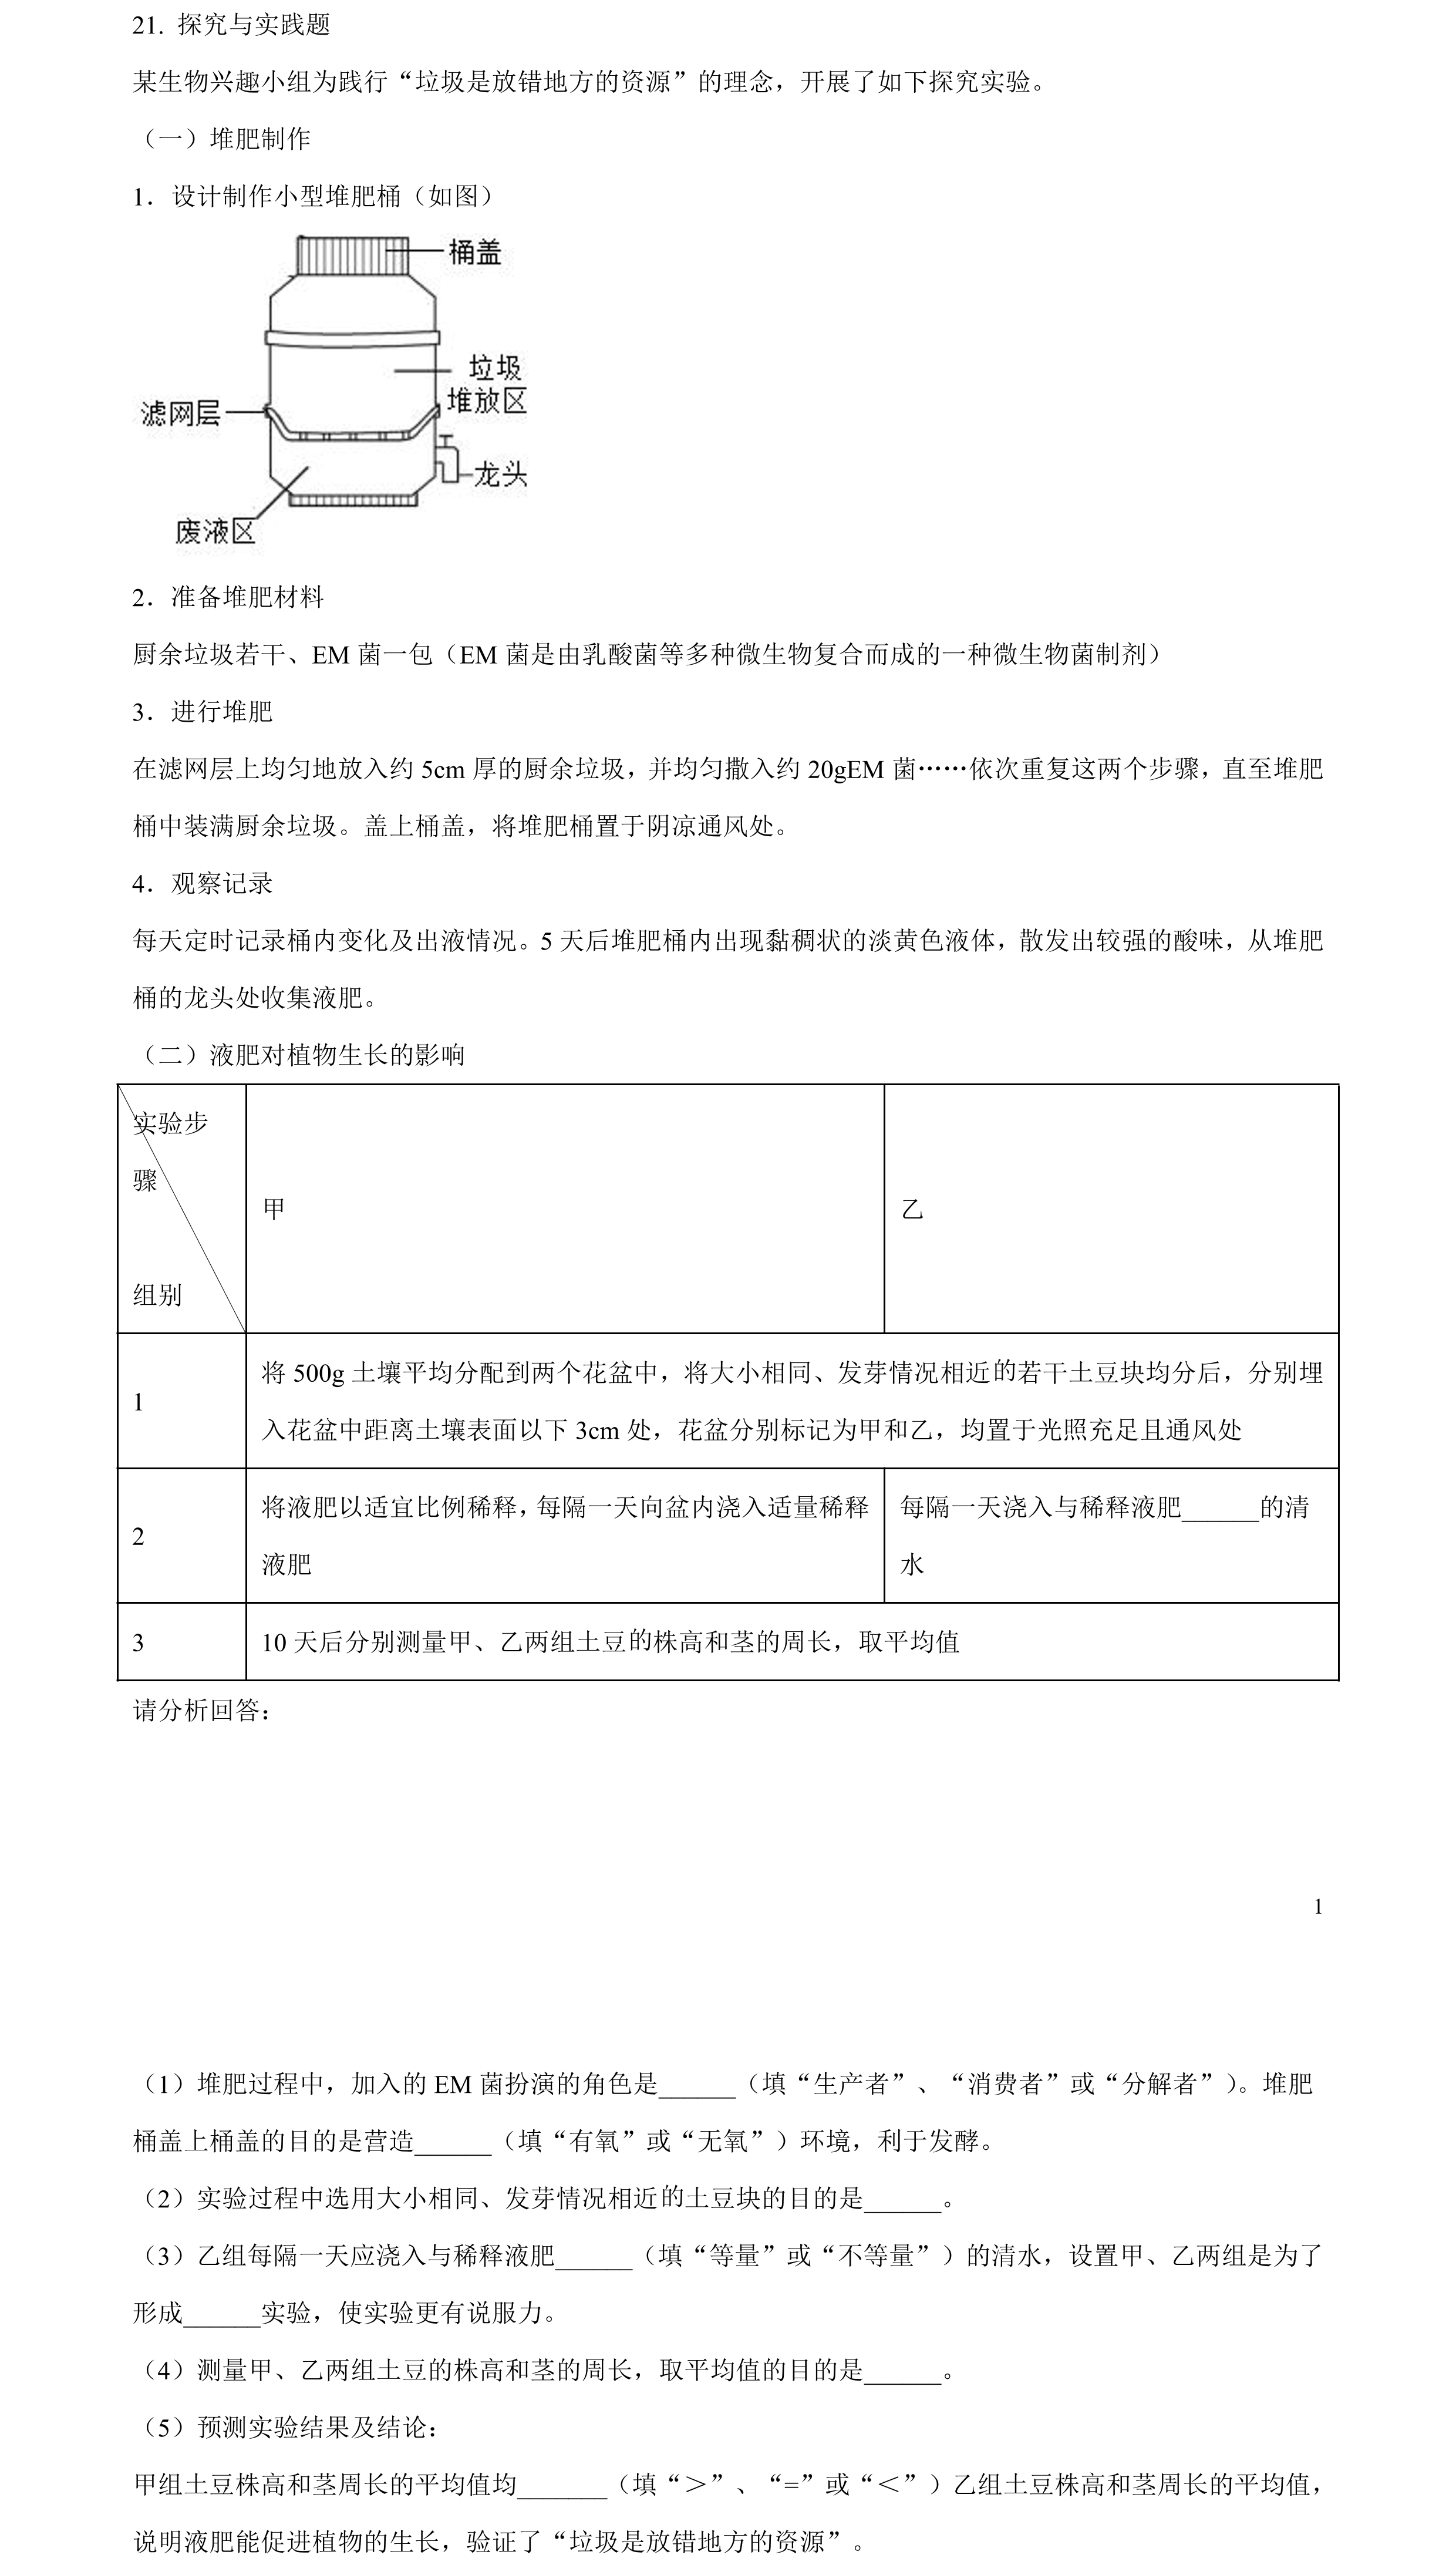 21. 探究与实践题
某生物兴趣小组为践行“垃圾是放错地方的资源”的理念，开展了如下探究实验。
（一）堆肥制作
1．设计制作小型堆肥桶（如图）
桶盖
垃圾
堆放区
滤网层
龙头
废液区
2．准备堆肥材料
厨余垃圾若干、EM 菌一包（EM 菌是由乳酸菌等多种微生物复合而成的一种微生物菌制剂）
3．进行堆肥
在滤网层上均匀地放入约 5cm 厚的厨余垃圾，并均匀撒入约 20gEM 菌……依次重复这两个步骤，直至堆肥
桶中装满厨余垃圾。盖上桶盖，将堆肥桶置于阴凉通风处。
4．观察记录
每天定时记录桶内变化及出液情况。5 天后堆肥桶内出现黏稠状的淡黄色液体，散发出较强的酸味，从堆肥
桶的龙头处收集液肥。
（二）液肥对植物生长的影响
实验步
骤
组别
甲
乙
1
将 500g 土壤平均分配到两个花盆中，将大小相同、发芽情况相近的若干土豆块均分后，分别埋
入花盆中距离土壤表面以下 3cm 处，花盆分别标记为甲和乙，均置于光照充足且通风处
2
将液肥以适宜比例稀释，每隔一天向盆内浇入适量稀释
液肥
每隔一天浇入与稀释液肥______的清
水
3
10 天后分别测量甲、乙两组土豆的株高和茎的周长，取平均值
请分析回答：
1
（1）堆肥过程中，加入的 EM 菌扮演的角色是______（填“生产者”、“消费者”或“分解者”）。堆肥
桶盖上桶盖的目的是营造______（填“有氧”或“无氧”）环境，利于发酵。
（2）实验过程中选用大小相同、发芽情况相近的土豆块的目的是______。
（3）乙组每隔一天应浇入与稀释液肥______（填“等量”或“不等量”）的清水，设置甲、乙两组是为了
形成______实验，使实验更有说服力。
（4）测量甲、乙两组土豆的株高和茎的周长，取平均值的目的是______。
（5）预测实验结果及结论：
甲组土豆株高和茎周长的平均值均_______（填“＞”、“=”或“＜”）乙组土豆株高和茎周长的平均值，
说明液肥能促进植物的生长，验证了“垃圾是放错地方的资源”。